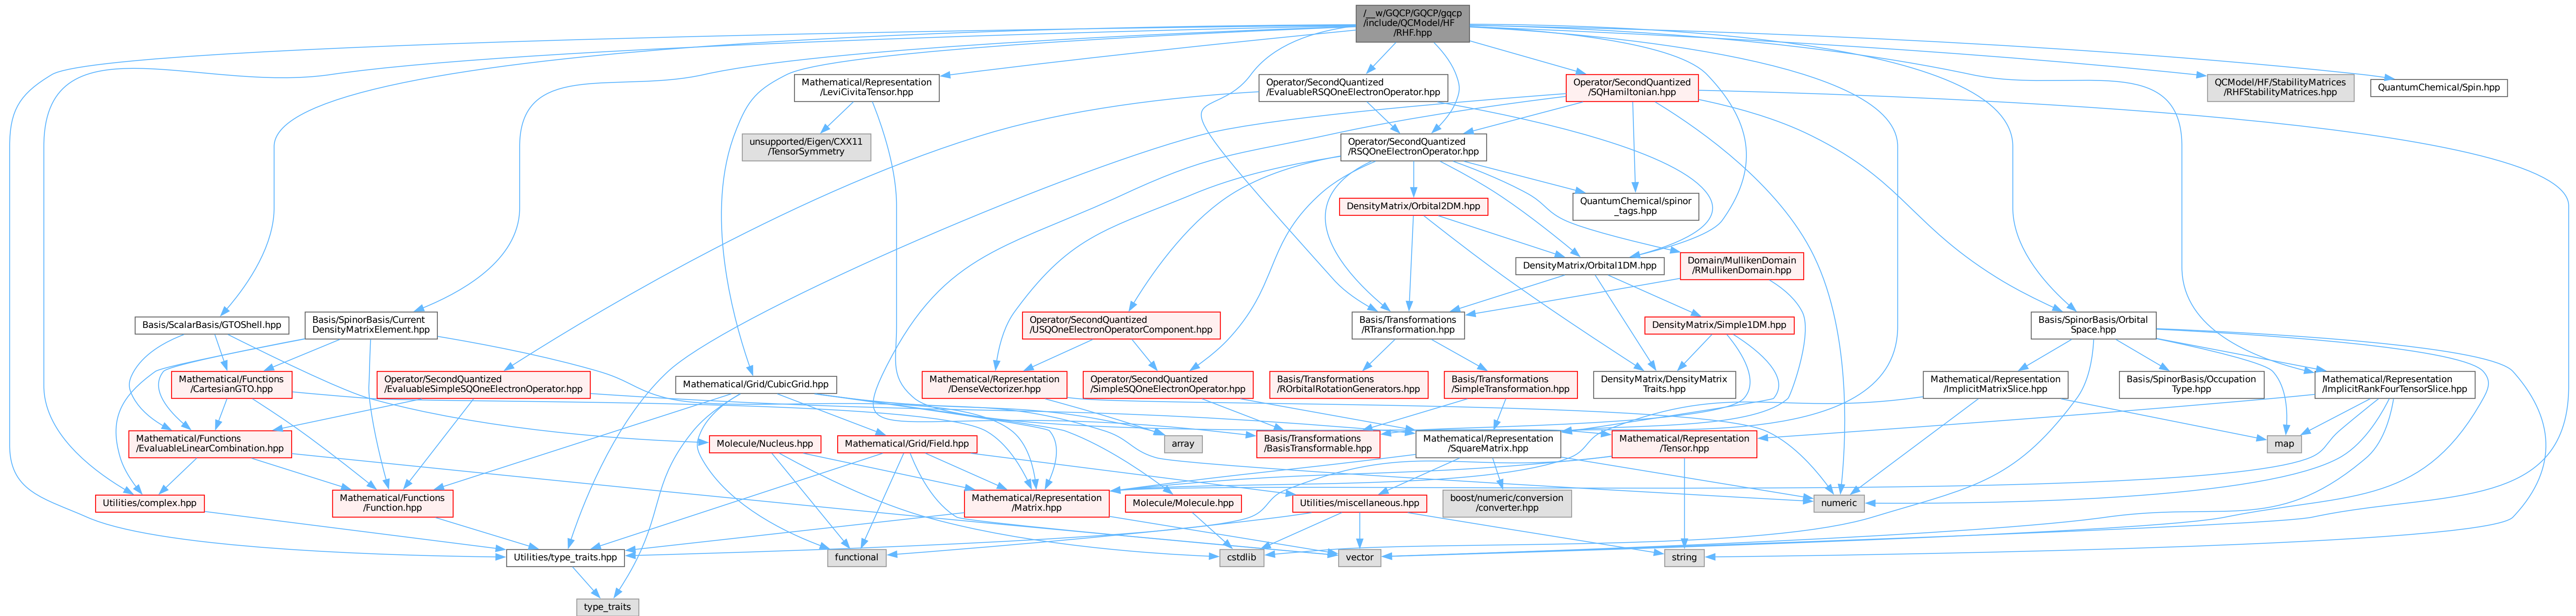 /__w/GQCP/GQCP/gqcp
/include/QCModel/HF
/RHF.hpp
Mathematical/Representation
/LeviCivitaTensor.hpp
Operator/SecondQuantized
/EvaluableRSQOneElectronOperator.hpp
Operator/SecondQuantized
/SQHamiltonian.hpp
QCModel/HF/StabilityMatrices
/RHFStabilityMatrices.hpp
QuantumChemical/Spin.hpp
unsupported/Eigen/CXX11
/TensorSymmetry
Operator/SecondQuantized
/RSQOneElectronOperator.hpp
DensityMatrix/Orbital2DM.hpp
QuantumChemical/spinor
_tags.hpp
DensityMatrix/Orbital1DM.hpp
Domain/MullikenDomain
/RMullikenDomain.hpp
Basis/ScalarBasis/GTOShell.hpp
Basis/SpinorBasis/Current
DensityMatrixElement.hpp
Operator/SecondQuantized
/USQOneElectronOperatorComponent.hpp
Basis/Transformations
/RTransformation.hpp
DensityMatrix/Simple1DM.hpp
Basis/SpinorBasis/Orbital
Space.hpp
Mathematical/Functions
/CartesianGTO.hpp
Operator/SecondQuantized
/EvaluableSimpleSQOneElectronOperator.hpp
Mathematical/Grid/CubicGrid.hpp
Mathematical/Representation
/DenseVectorizer.hpp
Operator/SecondQuantized
/SimpleSQOneElectronOperator.hpp
Basis/Transformations
/ROrbitalRotationGenerators.hpp
Basis/Transformations
/SimpleTransformation.hpp
DensityMatrix/DensityMatrix
Traits.hpp
Mathematical/Representation
/ImplicitMatrixSlice.hpp
Basis/SpinorBasis/Occupation
Type.hpp
Mathematical/Representation
/ImplicitRankFourTensorSlice.hpp
Mathematical/Functions
/EvaluableLinearCombination.hpp
Molecule/Nucleus.hpp
Mathematical/Grid/Field.hpp
array
Basis/Transformations
/BasisTransformable.hpp
Mathematical/Representation
/SquareMatrix.hpp
Mathematical/Representation
/Tensor.hpp
map
Utilities/complex.hpp
Mathematical/Functions
/Function.hpp
Mathematical/Representation
/Matrix.hpp
Molecule/Molecule.hpp
Utilities/miscellaneous.hpp
boost/numeric/conversion
/converter.hpp
numeric
Utilities/type_traits.hpp
functional
cstdlib
vector
string
type_traits